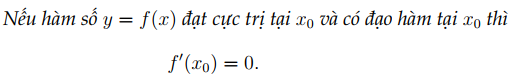 Nếu hàm số y = f(x) đạt cực trị tại x₀ và có đạo hàm tại x₀ thì
f′(x₀) = 0.